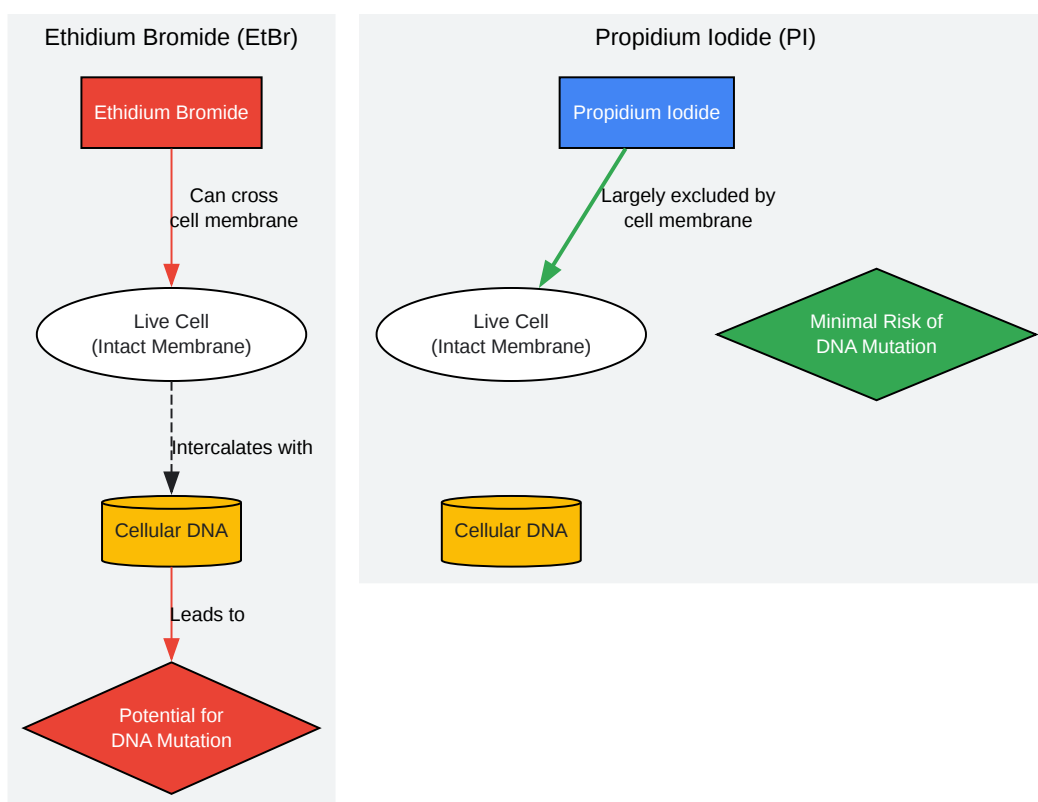 Ethidium Bromide (EtBr)
Ethidium Bromide
Can cross
cell membrane
Live Cell
(Intact Membrane)
Intercalates with
Cellular DNA
Leads to
Potential for
DNA Mutation
Propidium Iodide (PI)
Propidium Iodide
Largely excluded by
cell membrane
Live Cell
(Intact Membrane)
Minimal Risk of
DNA Mutation
Cellular DNA